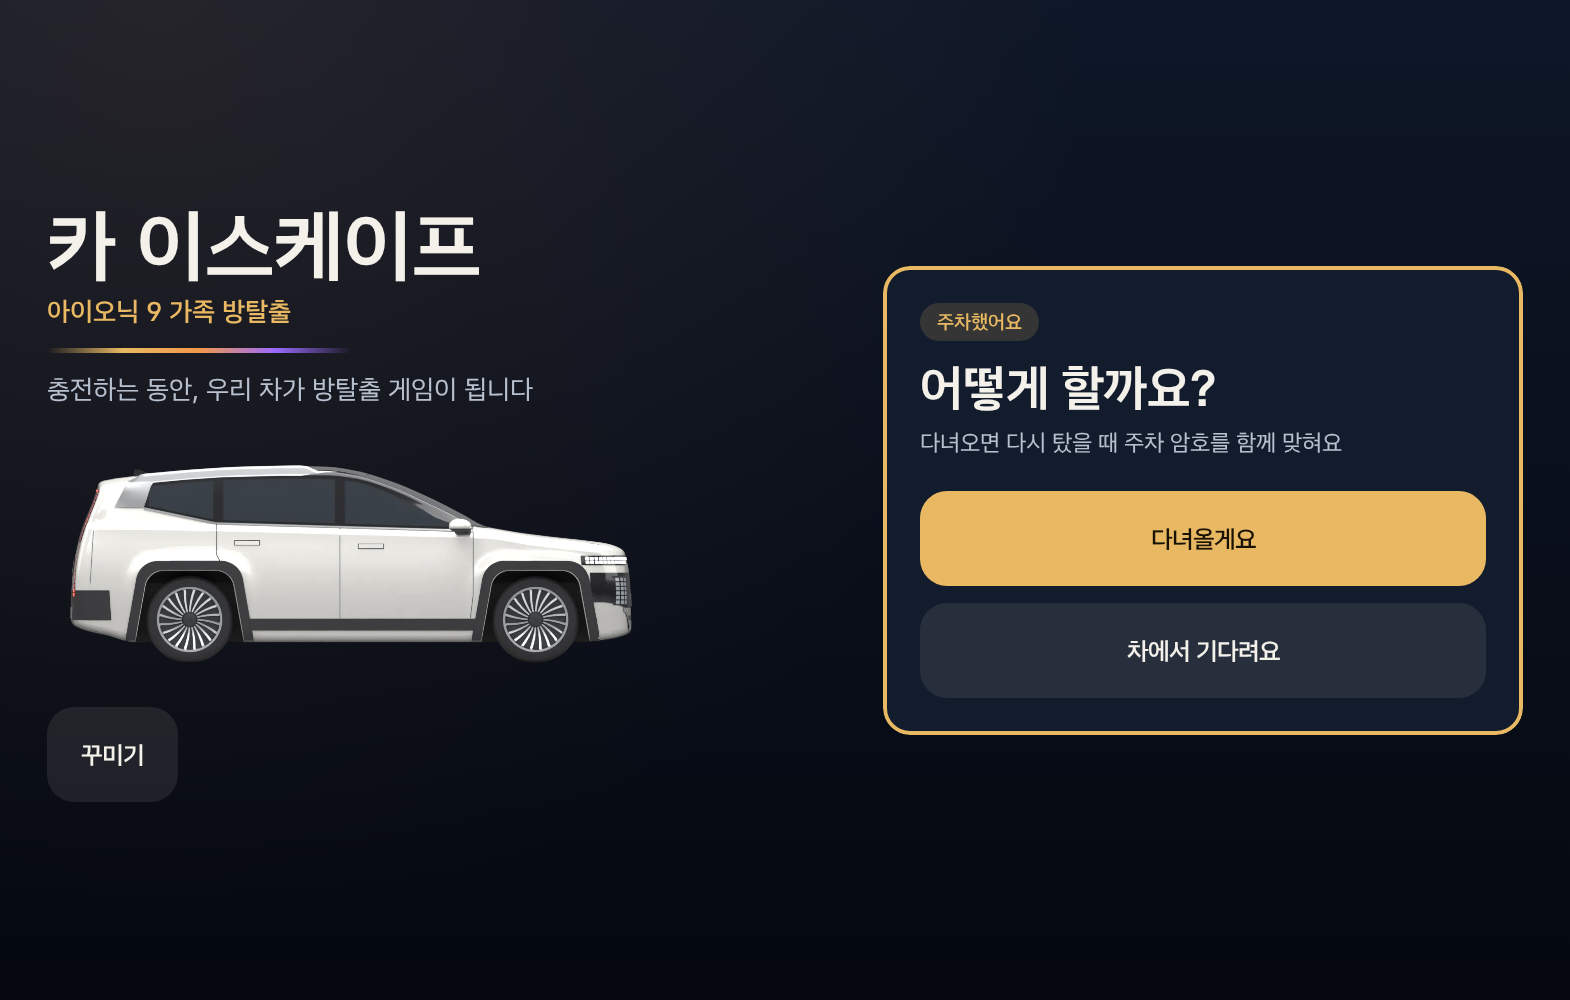 카 이스케이프
아이오닉 9 가족 방탈출
충전하는 동안, 우리 차가 방탈출 게임이 됩니다
꾸미기
주차했어요
어떻게 할까요?
다녀오면 다시 탔을 때 주차 암호를 함께 맞혀요
다녀올게요
차에서 기다려요